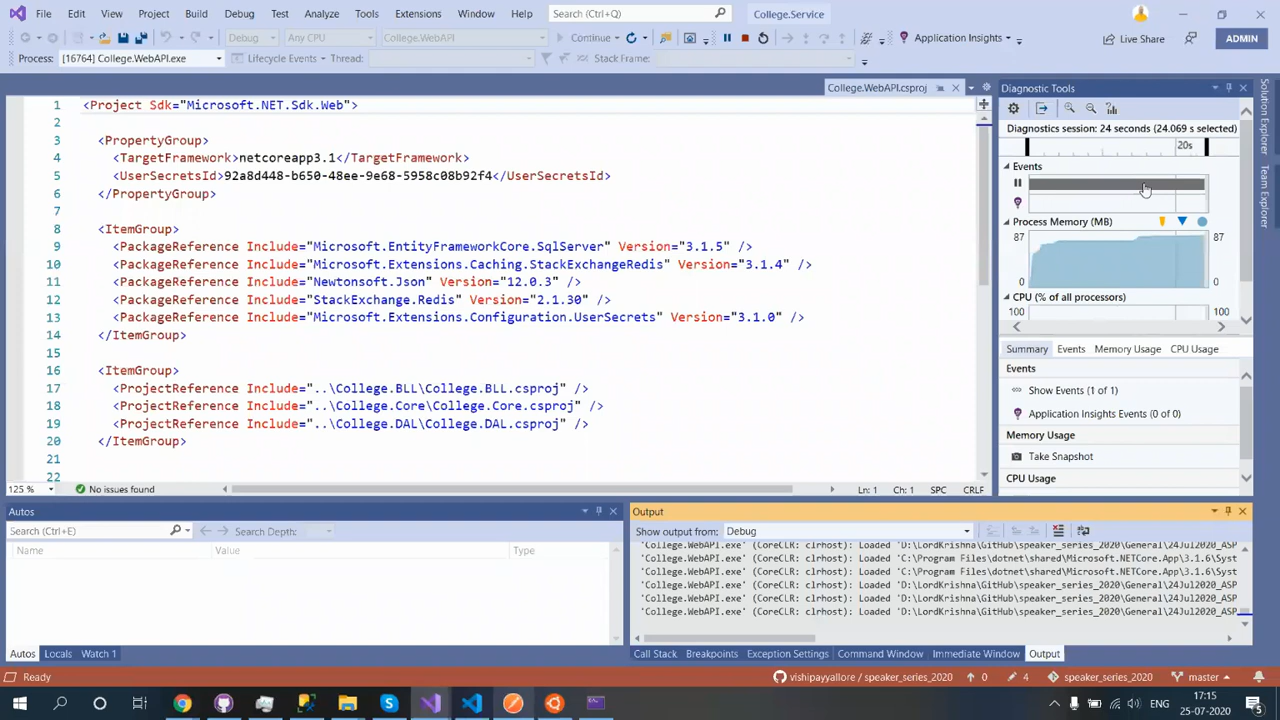 File Edit View Project Build Debug Test Analyze Tools Extensions Window Help Search (Ctrl+Q) College.Service
Debug Any CPU College.WebAPI Continue Application Insights Live Share ADMIN
Process: [16764] College.WebAPI.exe Lifecycle Events Thread: Stack Frame:
College.WebAPI.csproj
1 <Project Sdk="Microsoft.NET.Sdk.Web">
2
3 <PropertyGroup>
4 <TargetFramework>netcoreapp3.1</TargetFramework>
5 <UserSecretsId>92a8d448-b650-48ee-9e68-5958c08b92f4</UserSecretsId>
6 </PropertyGroup>
7
8 <ItemGroup>
9 <PackageReference Include="Microsoft.EntityFrameworkCore.SqlServer" Version="3.1.5" />
10 <PackageReference Include="Microsoft.Extensions.Caching.StackExchangeRedis" Version="3.1.4" />
11 <PackageReference Include="Newtonsoft.Json" Version="12.0.3" />
12 <PackageReference Include="StackExchange.Redis" Version="2.1.30" />
13 <PackageReference Include="Microsoft.Extensions.Configuration.UserSecrets" Version="3.1.0" />
14 </ItemGroup>
15
16 <ItemGroup>
17 <ProjectReference Include="..\College.BLL\College.BLL.csproj" />
18 <ProjectReference Include="..\College.Core\College.Core.csproj" />
19 <ProjectReference Include="..\College.DAL\College.DAL.csproj" />
20 </ItemGroup>
21
22
125 % No issues found Ln: 1 Ch: 1 SPC CRLF
Diagnostic Tools
Diagnostics session: 24 seconds (24.069 s selected)
20s
Events
Process Memory (MB)
87 87
0 0
CPU (% of all processors)
100 100
Summary Events Memory Usage CPU Usage
Events
Show Events (1 of 1)
Application Insights Events (0 of 0)
Memory Usage
Take Snapshot
CPU Usage
Solution Explorer
Team Explorer
Autos
Search (Ctrl+E) Search Depth:
Name Value Type
Autos Locals Watch 1
Output
Show output from: Debug
'College.WebAPI.exe' (CoreCLR: clrhost): Loaded 'D:\LordKrishna\GitHub\speaker_series_2020\General\24Jul2020_ASP
'College.WebAPI.exe' (CoreCLR: clrhost): Loaded 'C:\Program Files\dotnet\shared\Microsoft.NETCore.App\3.1.6\Syst
'College.WebAPI.exe' (CoreCLR: clrhost): Loaded 'C:\Program Files\dotnet\shared\Microsoft.NETCore.App\3.1.6\Syst
'College.WebAPI.exe' (CoreCLR: clrhost): Loaded 'D:\LordKrishna\GitHub\speaker_series_2020\General\24Jul2020_ASP
'College.WebAPI.exe' (CoreCLR: clrhost): Loaded 'D:\LordKrishna\GitHub\speaker_series_2020\General\24Jul2020_ASP
'College.WebAPI.exe' (CoreCLR: clrhost): Loaded 'D:\LordKrishna\GitHub\speaker_series_2020\General\24Jul2020_ASP
Call Stack Breakpoints Exception Settings Command Window Immediate Window Output
Ready vishipayyallore / speaker_series_2020 0 4 speaker_series_2020 master
ENG 17:15 25-07-2020 5